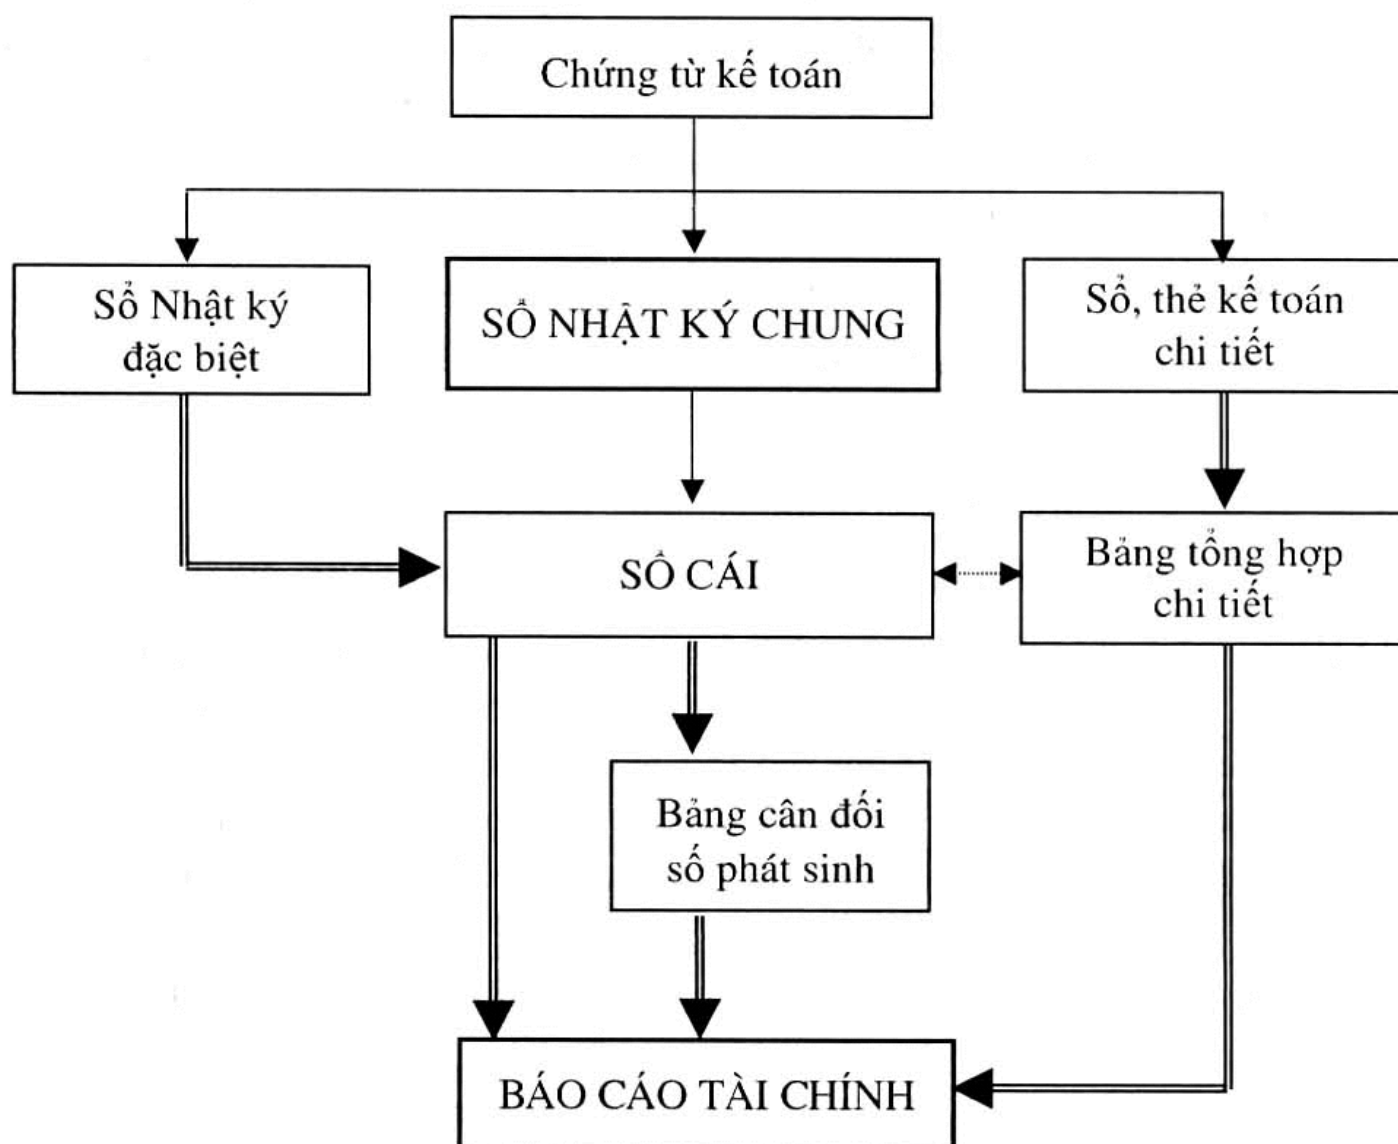 Chứng từ kế toán
Sổ Nhật ký
đặc biệt
SỔ NHẬT KÝ CHUNG
Sổ, thẻ kế toán
chi tiết
SỔ CÁI
Bảng tổng hợp
chi tiết
Bảng cân đối
số phát sinh
BÁO CÁO TÀI CHÍNH